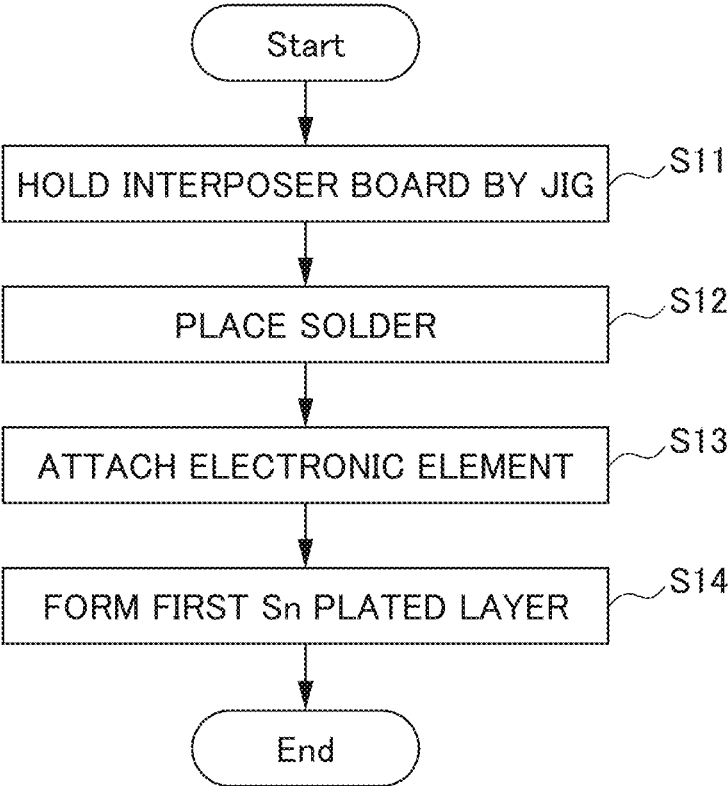 Start
HOLD INTERPOSER BOARD BY JIG
S11
PLACE SOLDER
S12
ATTACH ELECTRONIC ELEMENT
S13
FORM FIRST Sn PLATED LAYER
S14
End